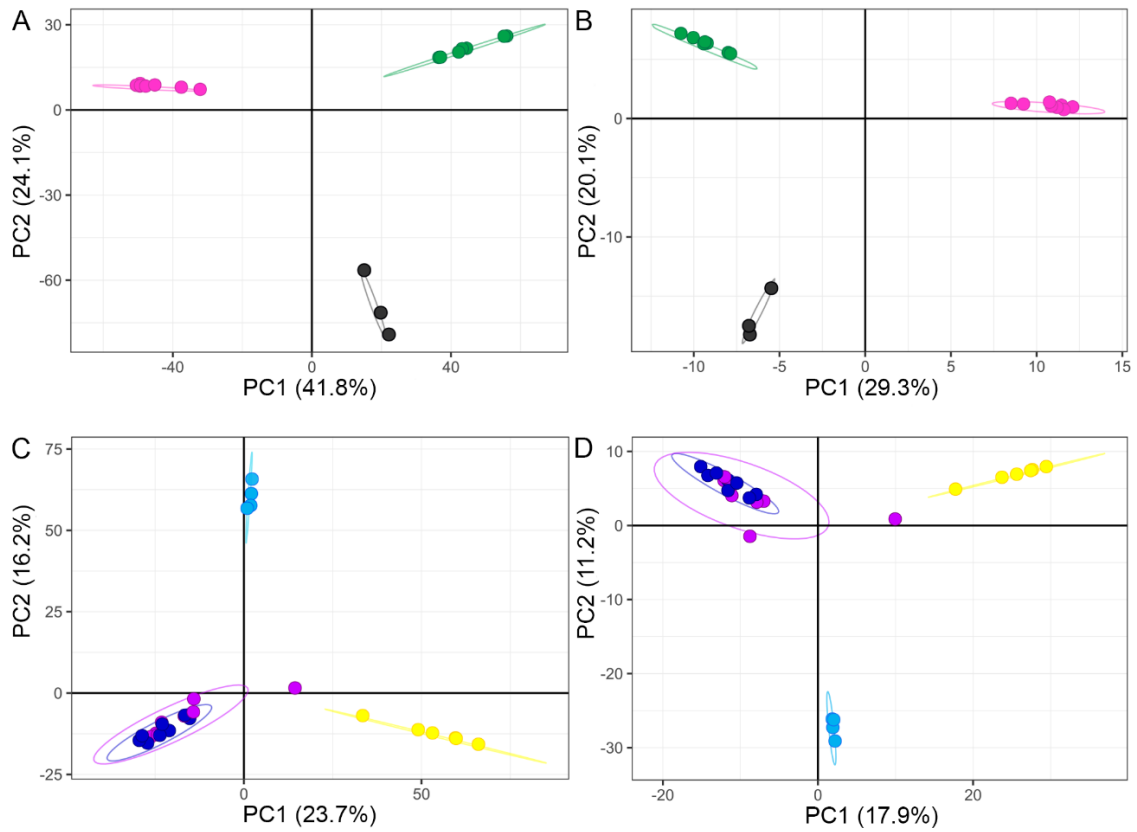 A
30
0
-30
-60
PC2 (24.1%)
-40
0
40
PC1 (41.8%)
B
0
-10
PC2 (20.1%)
-10
-5
0
5
10
15
PC1 (29.3%)
C
75
50
25
0
-25
PC2 (16.2%)
0
50
PC1 (23.7%)
D
10
0
-10
-20
-30
PC2 (11.2%)
-20
0
20
PC1 (17.9%)